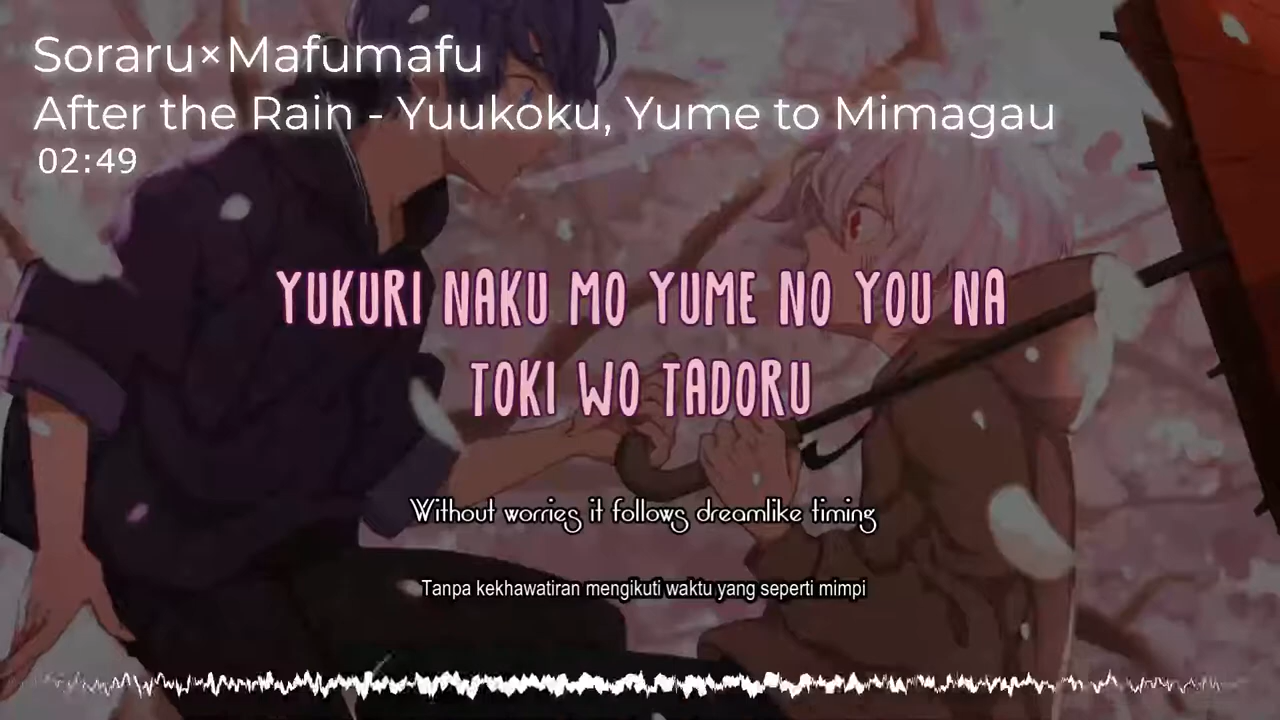 Soraru×Mafumafu
After the Rain - Yuukoku, Yume to Mimagau
02:49
YUKURI NAKU MO YUME NO YOU NA
TOKI WO TADORU
Without worries it follows dreamlike timing
Tanpa kekhawatiran mengikuti waktu yang seperti mimpi